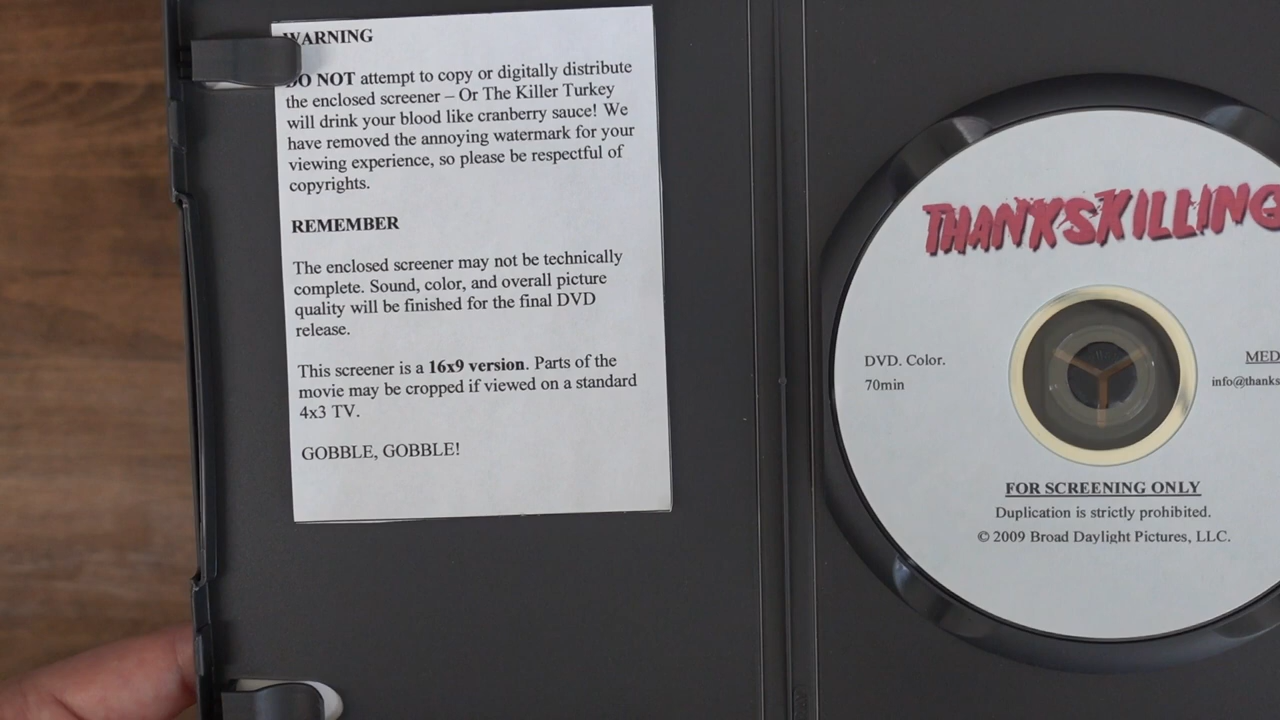 WARNING
DO NOT attempt to copy or digitally distribute
the enclosed screener – Or The Killer Turkey
will drink your blood like cranberry sauce! We
have removed the annoying watermark for your
viewing experience, so please be respectful of
copyrights.
REMEMBER
The enclosed screener may not be technically
complete. Sound, color, and overall picture
quality will be finished for the final DVD
release.
This screener is a 16x9 version. Parts of the
movie may be cropped if viewed on a standard
4x3 TV.
GOBBLE, GOBBLE!
THANKSKILLING
DVD. Color.
70min
MED
info@thanks
FOR SCREENING ONLY
Duplication is strictly prohibited.
© 2009 Broad Daylight Pictures, LLC.